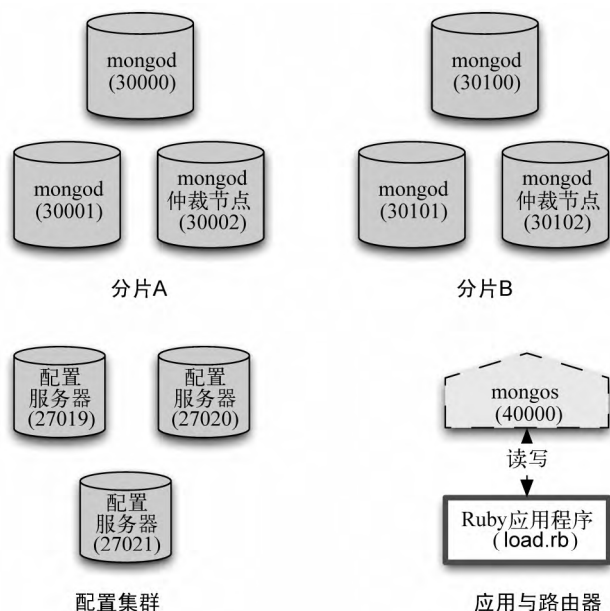 mongod
(30000)
mongod
(30001)
mongod
仲裁节点
(30002)
分片A
mongod
(30100)
mongod
(30101)
mongod
仲裁节点
(30102)
分片B
配置
服务器
(27019)
配置
服务器
(27020)
配置
服务器
(27021)
配置集群
mongos
(40000)
读写
Ruby应用程序
(load.rb)
应用与路由器